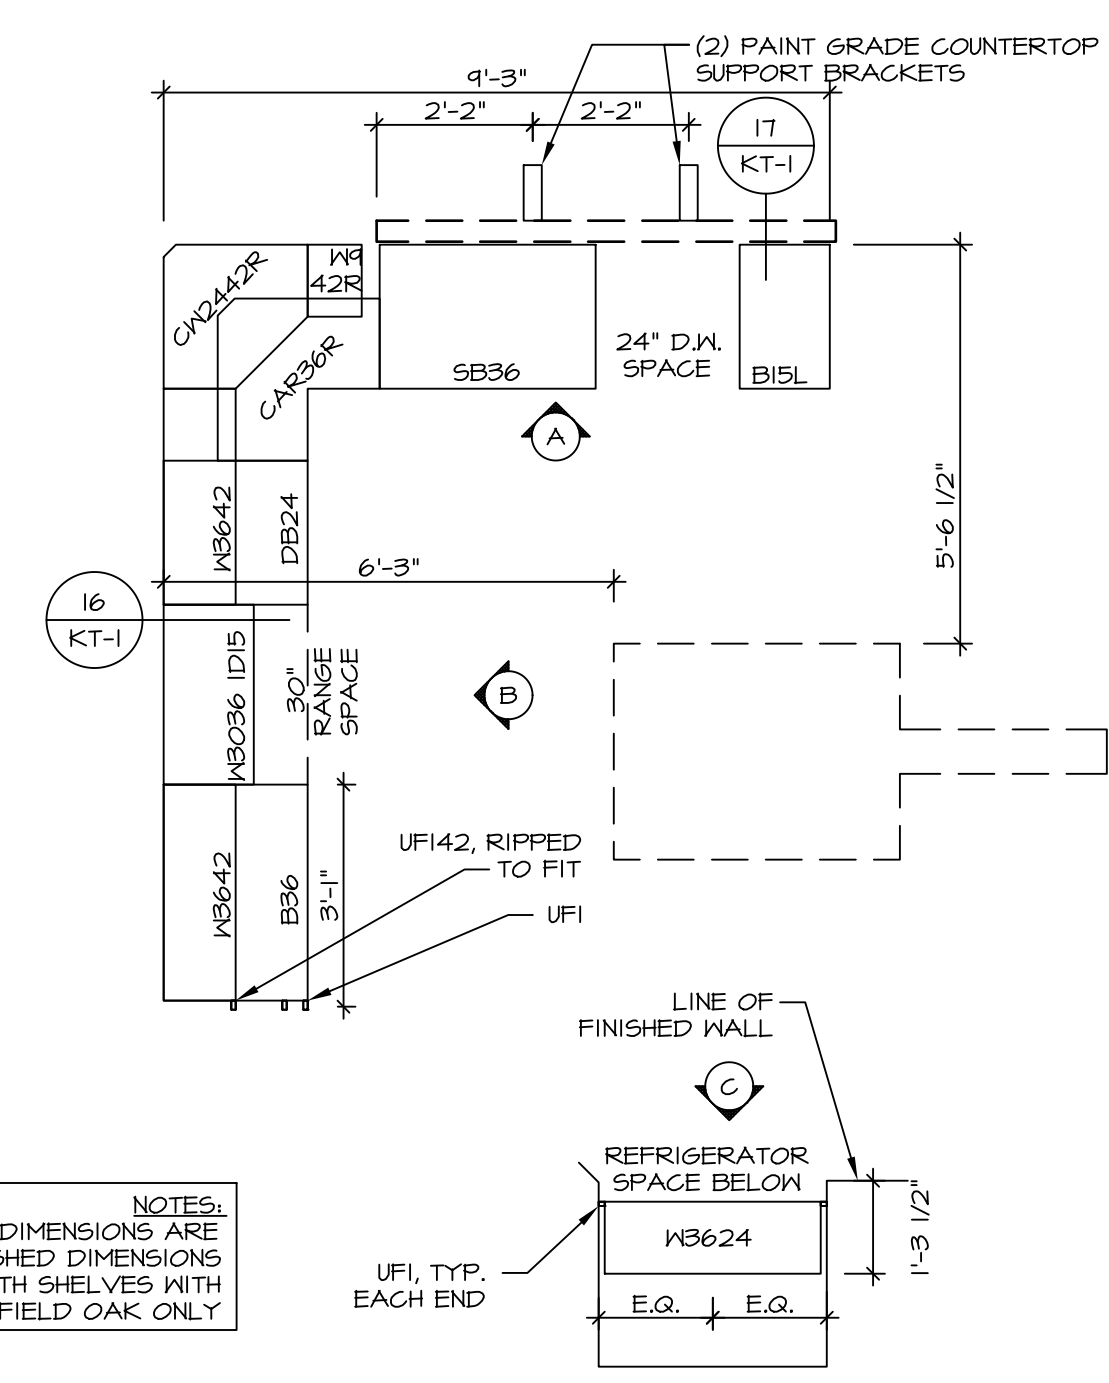 (2) PAINT GRADE COUNTERTOP
SUPPORT BRACKETS
9'-3"
2'-2"
2'-2"
17
KT-1
CW2442R
W9
42R
CAR36R
SB36
24" D.W.
SPACE
B15L
A
W3642
DB24
5'-6 1/2"
6'-3"
16
KT-1
W3036 1D15
30"
RANGE
SPACE
B
UF142, RIPPED
TO FIT
W3642
B36
3'-1"
UF1
LINE OF
FINISHED WALL
C
REFRIGERATOR
SPACE BELOW
W3624
1'-3 1/2"
UF1, TYP.
EACH END
E.Q.
E.Q.
NOTES:
DIMENSIONS ARE
SHED DIMENSIONS
TH SHELVES WITH
FIELD OAK ONLY